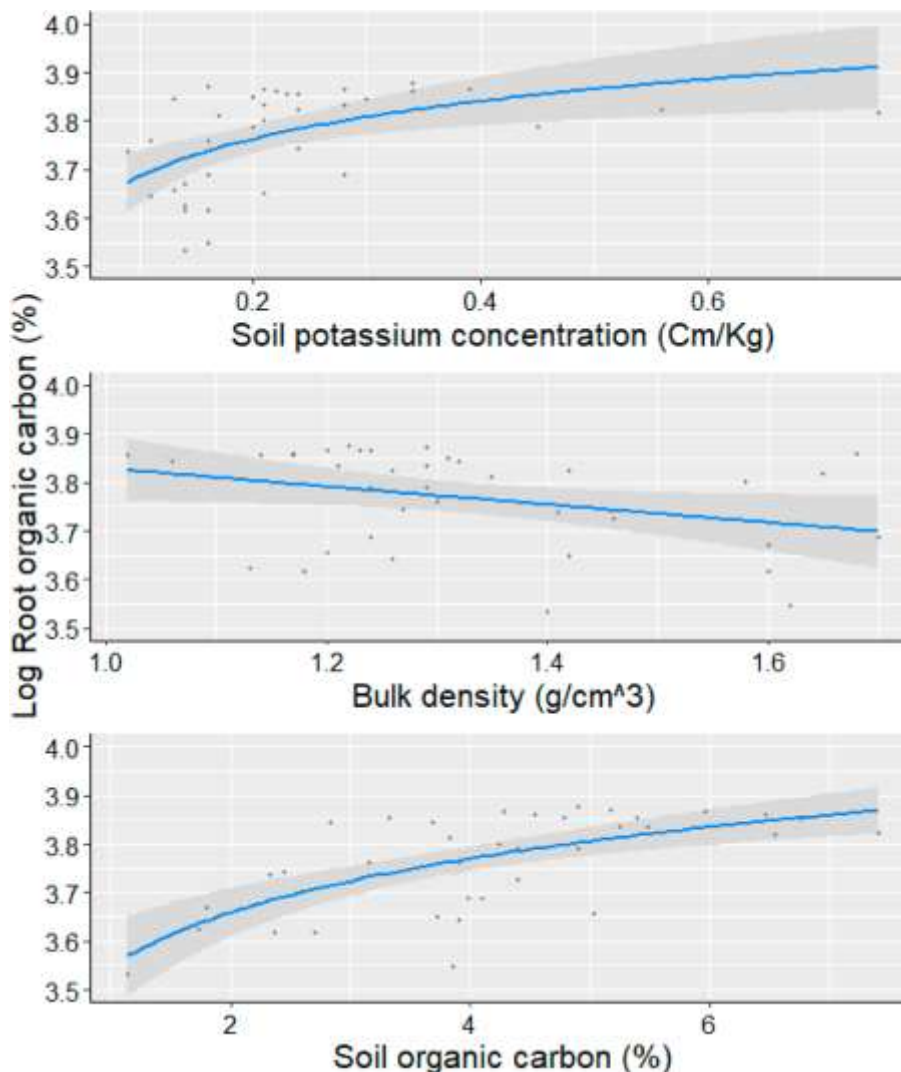 4.0
3.9
3.8
3.7
3.6
3.5
0.2 0.4 0.6
Soil potassium concentration (Cm/Kg)
4.0
3.9
3.8
3.7
3.6
3.5
1.0 1.2 1.4 1.6
Bulk density (g/cm^3)
Log Root organic carbon (%)
4.0
3.9
3.8
3.7
3.6
3.5
2 4 6
Soil organic carbon (%)